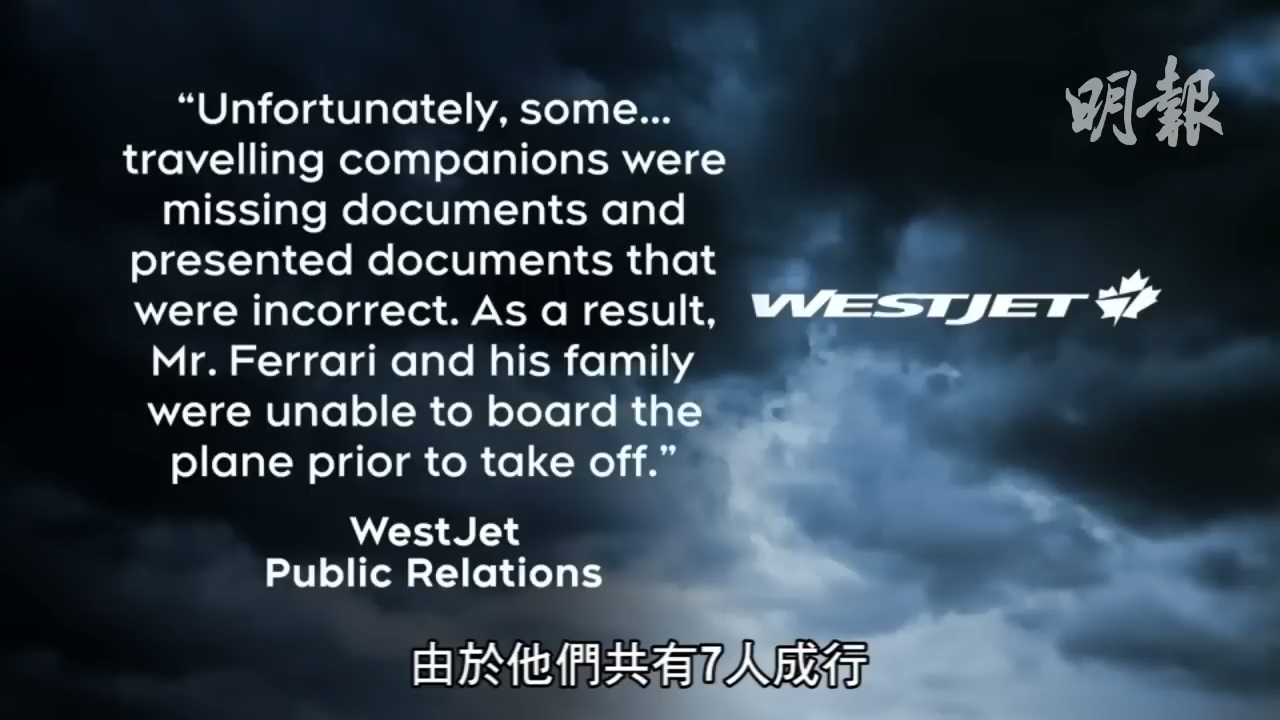 明報
“Unfortunately, some...
travelling companions were
missing documents and
presented documents that
were incorrect. As a result,
Mr. Ferrari and his family
were unable to board the
plane prior to take off.”
WESTJET
WestJet
Public Relations
由於他們共有7人成行